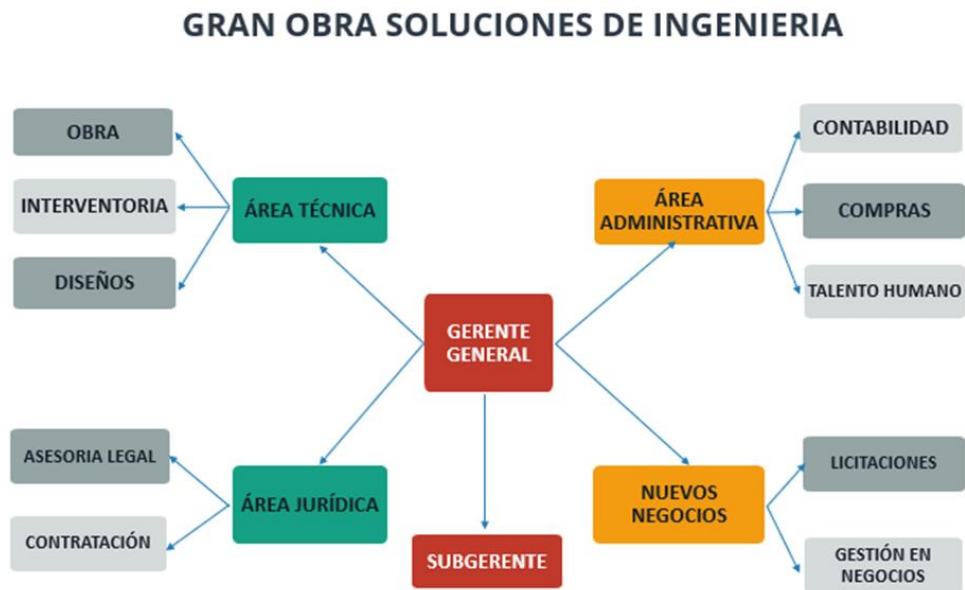 GRAN OBRA SOLUCIONES DE INGENIERIA
OBRA
INTERVENTORIA
DISEÑOS
ÁREA TÉCNICA
ÁREA
ADMINISTRATIVA
CONTABILIDAD
COMPRAS
TALENTO HUMANO
GERENTE
GENERAL
ASESORIA LEGAL
CONTRATACIÓN
ÁREA JURÍDICA
SUBGERENTE
NUEVOS
NEGOCIOS
LICITACIONES
GESTIÓN EN
NEGOCIOS